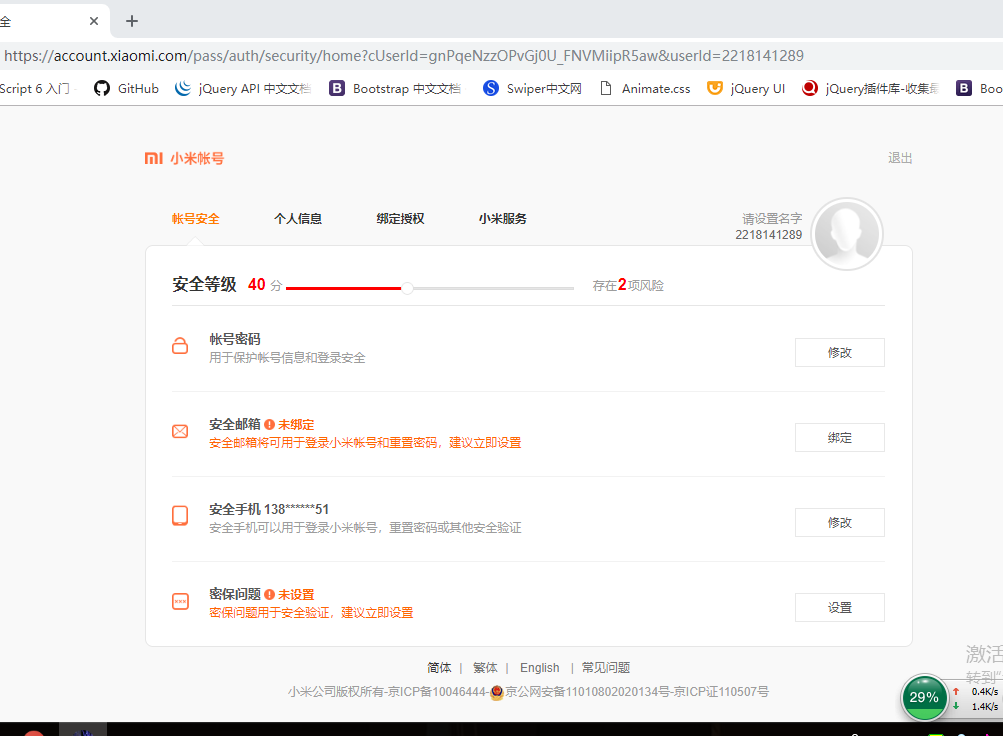 全
https://account.xiaomi.com/pass/auth/security/home?cUserId=gnPqeNzzOPvGj0U_FNVMiipR5aw&userId=2218141289
Script 6 入门 GitHub jQuery API 中文文档 Bootstrap 中文文档 Swiper中文网 Animate.css jQuery UI jQuery插件库-收集最 Boo
小米帐号 退出
帐号安全 个人信息 绑定授权 小米服务 请设置名字
2218141289
安全等级 40 分 存在2项风险
帐号密码
用于保护帐号信息和登录安全
修改
安全邮箱 未绑定
安全邮箱将可用于登录小米帐号和重置密码，建议立即设置
绑定
安全手机 138******51
安全手机可以用于登录小米帐号，重置密码或其他安全验证
修改
密保问题 未设置
密保问题用于安全验证，建议立即设置
设置
简体 | 繁体 | English | 常见问题
小米公司版权所有-京ICP备10046444-京公网安备11010802020134号-京ICP证110507号
激活
转到"
29% 0.4K/s
1.4K/s